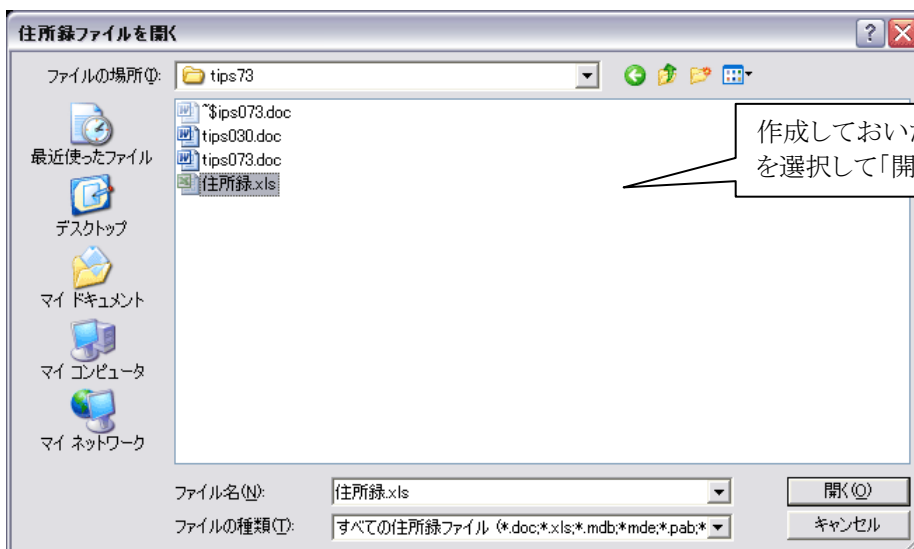 住所録ファイルを開く
ファイルの場所(I):
tips73
~$ips073.doc
tips030.doc
tips073.doc
住所録.xls
作成しておいた
を選択して「開
最近使ったファイル
デスクトップ
マイ ドキュメント
マイ コンピュータ
マイ ネットワーク
ファイル名(N):
住所録.xls
開く(O)
ファイルの種類(T):
すべての住所録ファイル (*.doc;*.xls;*.mdb;*mde;*.pab;*
キャンセル